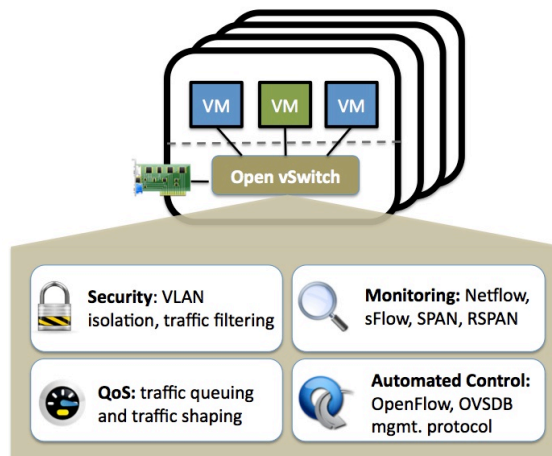 VM VM VM
Open vSwitch
Security: VLAN
isolation, traffic filtering
Monitoring: Netflow,
sFlow, SPAN, RSPAN
QoS: traffic queuing
and traffic shaping
Automated Control:
OpenFlow, OVSDB
mgmt. protocol